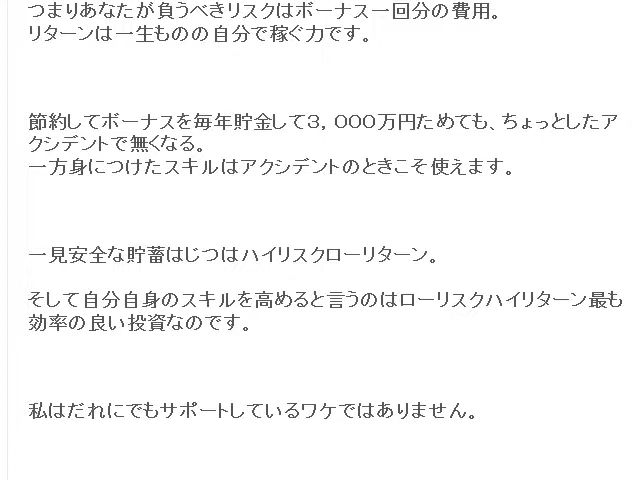 つまりあなたが負うべきリスクはボーナス一回分の費用。
リターンは一生ものの自分で稼ぐ力です。
節約してボーナスを毎年貯金して３，０００万円ためても、ちょっとしたア
クシデントで無くなる。
一方身につけたスキルはアクシデントのときこそ使えます。
一見安全な貯蓄はじつはハイリスクローリターン。
そして自分自身のスキルを高めると言うのはローリスクハイリターン最も
効率の良い投資なのです。
私はだれにでもサポートしているワケではありません。